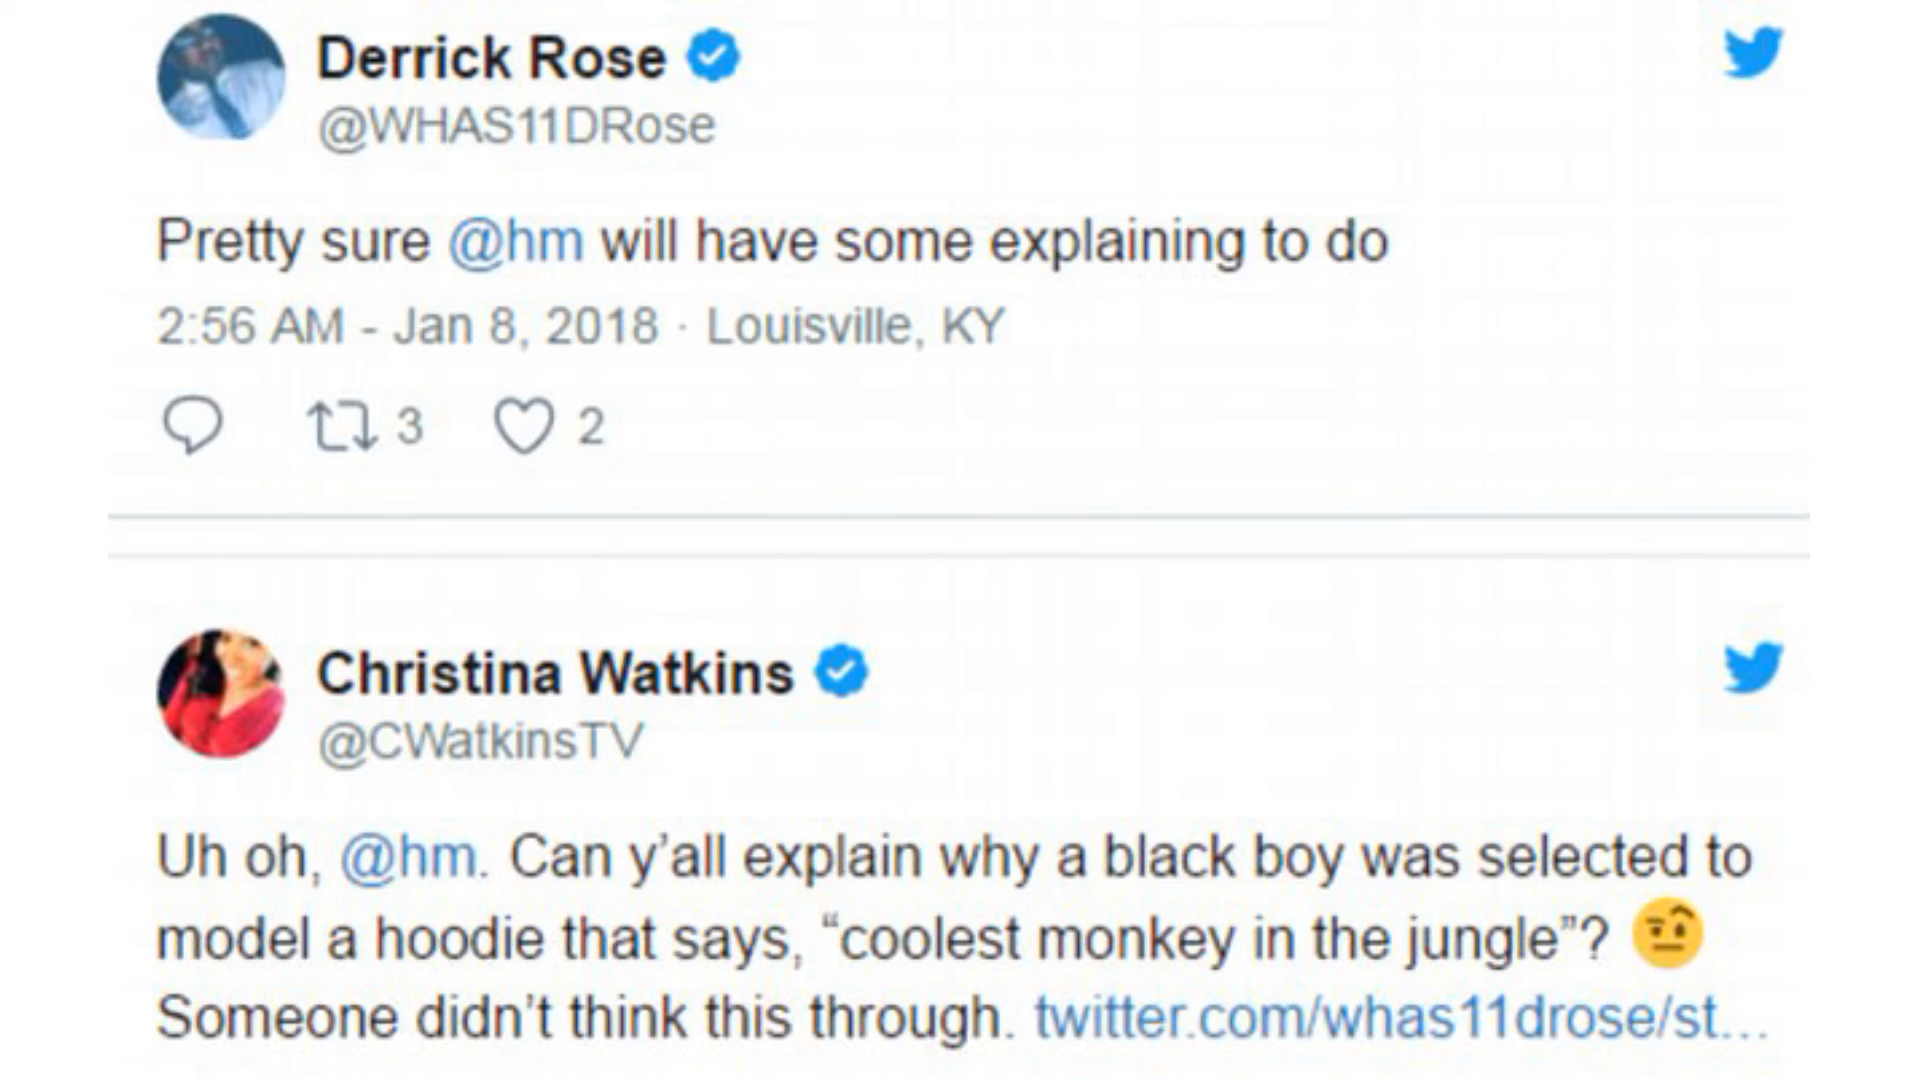 Derrick Rose
@WHAS11DRose
Pretty sure @hm will have some explaining to do
2:56 AM - Jan 8, 2018 · Louisville, KY
3 2
Christina Watkins
@CWatkinsTV
Uh oh, @hm. Can y’all explain why a black boy was selected to
model a hoodie that says, “coolest monkey in the jungle”? 🤨
Someone didn’t think this through. twitter.com/whas11drose/st…